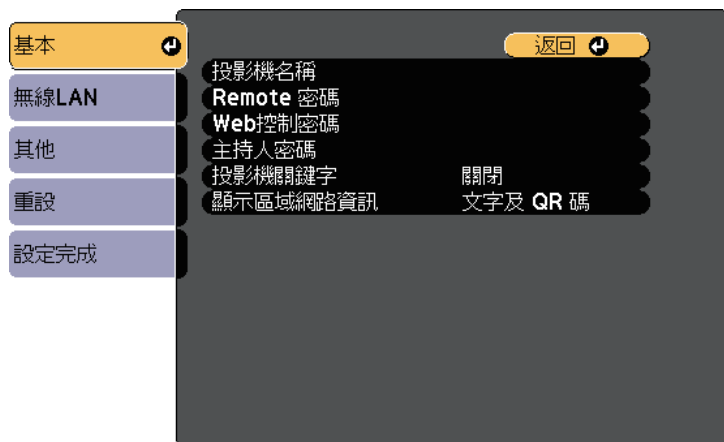 基本
無線LAN
其他
重設
設定完成
返回
投影機名稱
Remote 密碼
Web控制密碼
主持人密碼
投影機關鍵字 關閉
顯示區域網路資訊 文字及 QR 碼